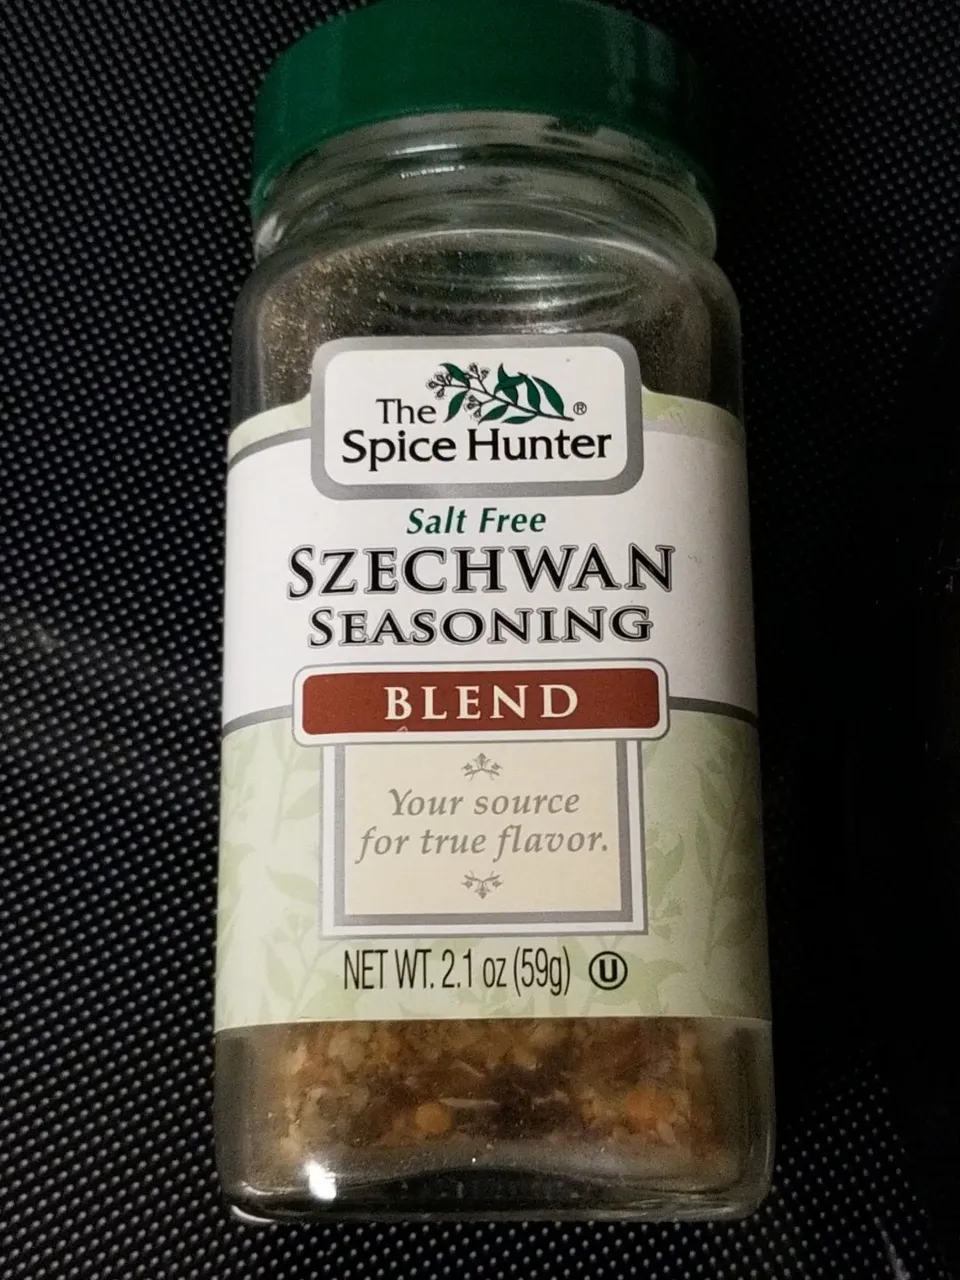 The
Spice Hunter®
Salt Free
SZECHWAN
SEASONING
BLEND
Your source
for true flavor.
NET WT. 2.1 oz (59g) Ⓤ